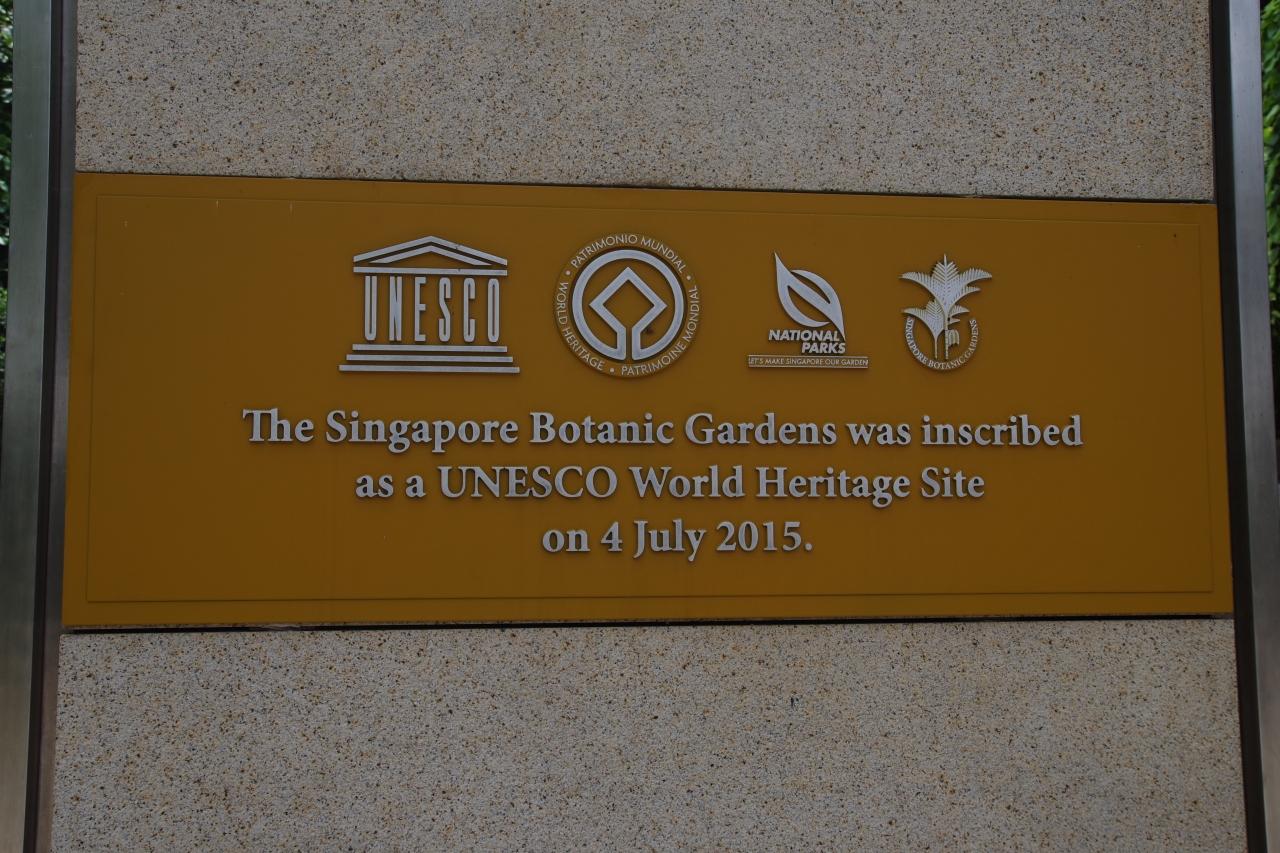 UNESCO
PATRIMONIO MUNDIAL • WORLD HERITAGE • PATRIMOINE MONDIAL •
NATIONAL
PARKS
LET'S MAKE SINGAPORE OUR GARDEN
SINGAPORE BOTANIC GARDENS
The Singapore Botanic Gardens was inscribed
as a UNESCO World Heritage Site
on 4 July 2015.